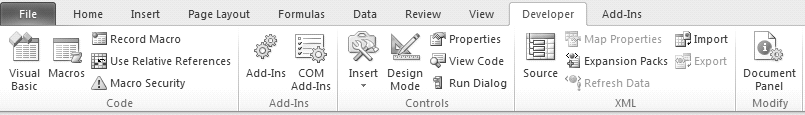 File Home Insert Page Layout Formulas Data Review View Developer Add-Ins
Visual Basic
Macros
Record Macro
Use Relative References
Macro Security
Code
Add-Ins
COM Add-Ins
Add-Ins
Insert
Design Mode
Properties
View Code
Run Dialog
Controls
Source
Map Properties
Expansion Packs
Refresh Data
Import
Export
XML
Document Panel
Modify